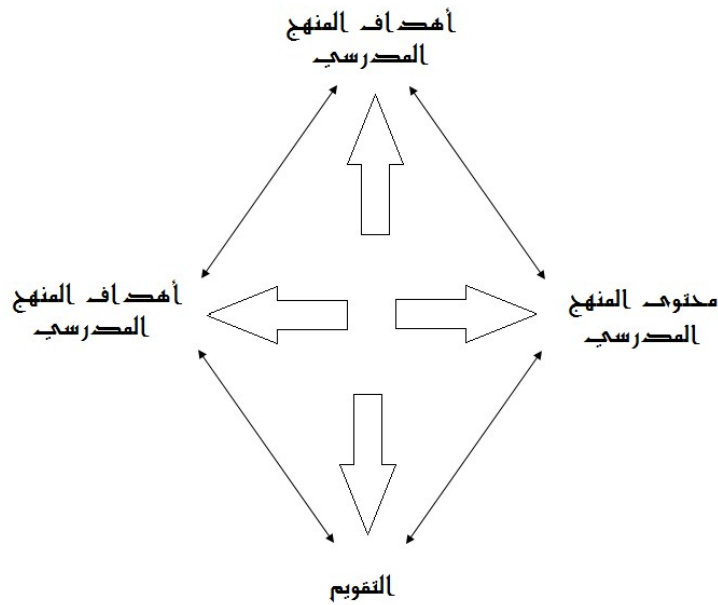 أهداف المنهج
المدرسي
محتوى المنهج
المدرسي
أهداف المنهج
المدرسي
التقويم